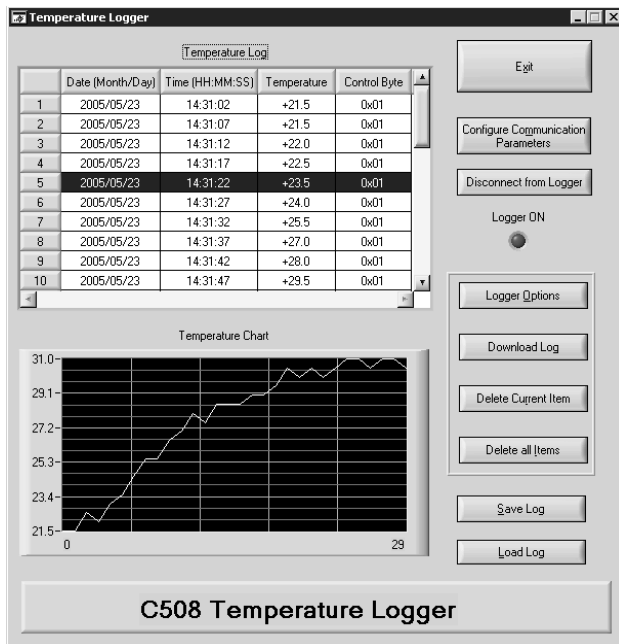 Temperature Logger
Temperature Log
Date (Month/Day) Time (HH:MM:SS) Temperature Control Byte
1 2005/05/23 14:31:02 +21.5 0x01
2 2005/05/23 14:31:07 +21.5 0x01
3 2005/05/23 14:31:12 +22.0 0x01
4 2005/05/23 14:31:17 +22.5 0x01
5 2005/05/23 14:31:22 +23.5 0x01
6 2005/05/23 14:31:27 +24.0 0x01
7 2005/05/23 14:31:32 +25.5 0x01
8 2005/05/23 14:31:37 +27.0 0x01
9 2005/05/23 14:31:42 +28.0 0x01
10 2005/05/23 14:31:47 +29.5 0x01
Exit
Configure Communication
Parameters
Disconnect from Logger
Logger ON
Logger Options
Download Log
Delete Current Item
Delete all Items
Save Log
Load Log
Temperature Chart
31.0
29.1
27.2
25.3
23.4
21.5
0 29
C508 Temperature Logger